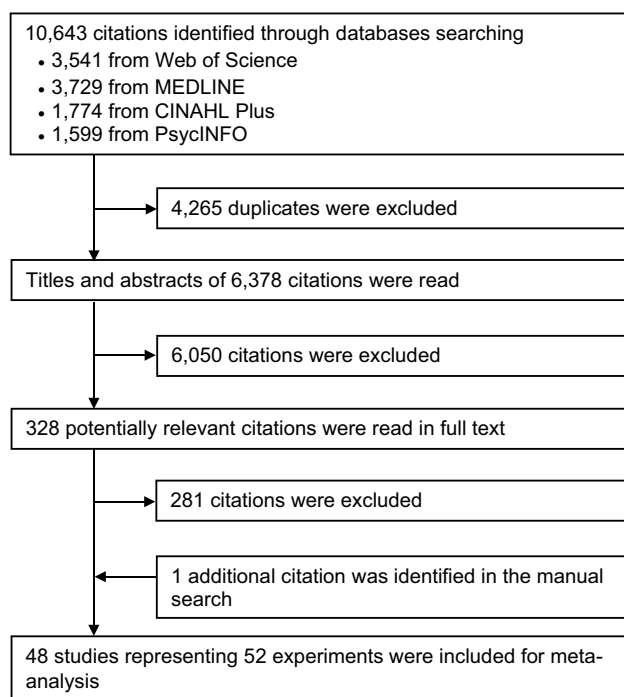 10,643 citations identified through databases searching
• 3,541 from Web of Science
• 3,729 from MEDLINE
• 1,774 from CINAHL Plus
• 1,599 from PsycINFO
4,265 duplicates were excluded
Titles and abstracts of 6,378 citations were read
6,050 citations were excluded
328 potentially relevant citations were read in full text
281 citations were excluded
1 additional citation was identified in the manual
search
48 studies representing 52 experiments were included for meta-
analysis